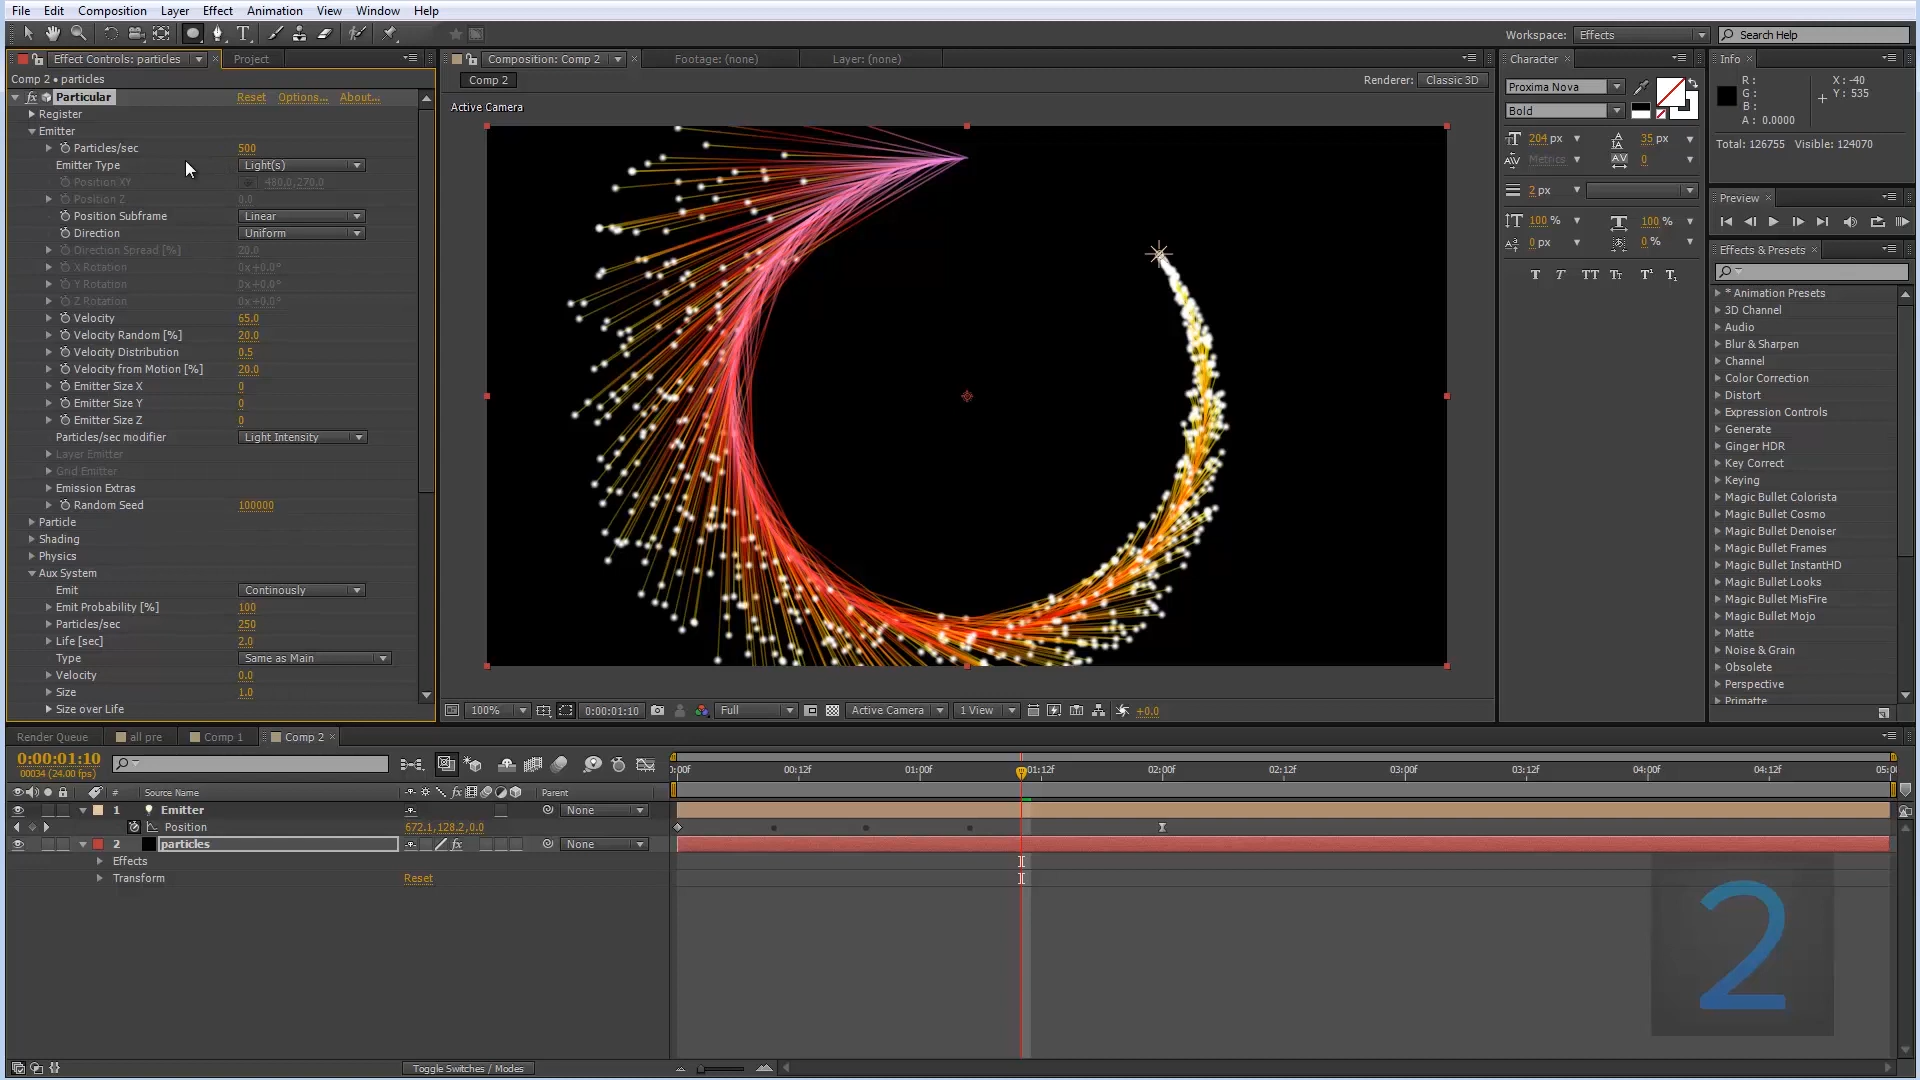 File Edit Composition Layer Effect Animation View Window Help
Workspace: Effects Search Help
Effect Controls: particles Project
Comp 2 • particles
fx Particular Reset Options... About...
Register
Emitter
Particles/sec 500
Emitter Type Light(s)
Position XY 480.0,270.0
Position Z 0.0
Position Subframe Linear
Direction Uniform
Direction Spread [%] 20.0
X Rotation 0x+0.0°
Y Rotation 0x+0.0°
Z Rotation 0x+0.0°
Velocity 65.0
Velocity Random [%] 20.0
Velocity Distribution 0.5
Velocity from Motion [%] 20.0
Emitter Size X 0
Emitter Size Y 0
Emitter Size Z 0
Particles/sec modifier Light Intensity
Layer Emitter
Grid Emitter
Emission Extras
Random Seed 100000
Particle
Shading
Physics
Aux System
Emit Continously
Emit Probability [%] 100
Particles/sec 250
Life [sec] 2.0
Type Same as Main
Velocity 0.0
Size 1.0
Size over Life
Composition: Comp 2 Footage: (none) Layer: (none)
Comp 2 Renderer: Classic 3D
Active Camera
100% 0:00:01:10 Full Active Camera 1 View +0.0
Character
Proxima Nova
Bold
204 px 35 px
Metrics 0
2 px
100 % 100 %
0 px 0 %
T T TT Tt T¹ T₁
Info
R: X: -40
G: Y: 535
B:
A: 0.0000
Total: 126755 Visible: 124070
Preview
Effects & Presets
* Animation Presets
3D Channel
Audio
Blur & Sharpen
Channel
Color Correction
Distort
Expression Controls
Generate
Ginger HDR
Key Correct
Keying
Magic Bullet Colorista
Magic Bullet Cosmo
Magic Bullet Denoiser
Magic Bullet Frames
Magic Bullet InstantHD
Magic Bullet Looks
Magic Bullet MisFire
Magic Bullet Mojo
Matte
Noise & Grain
Obsolete
Perspective
Primatte
Render Queue all pre Comp 1 Comp 2
0:00:01:10
00034 (24.00 fps)
:00f 00:12f 01:00f 01:12f 02:00f 02:12f 03:00f 03:12f 04:00f 04:12f 05:00
# Source Name fx Parent
1 Emitter None
Position 672.1,128.2,0.0
2 particles fx None
Effects
Transform Reset
2
Toggle Switches / Modes